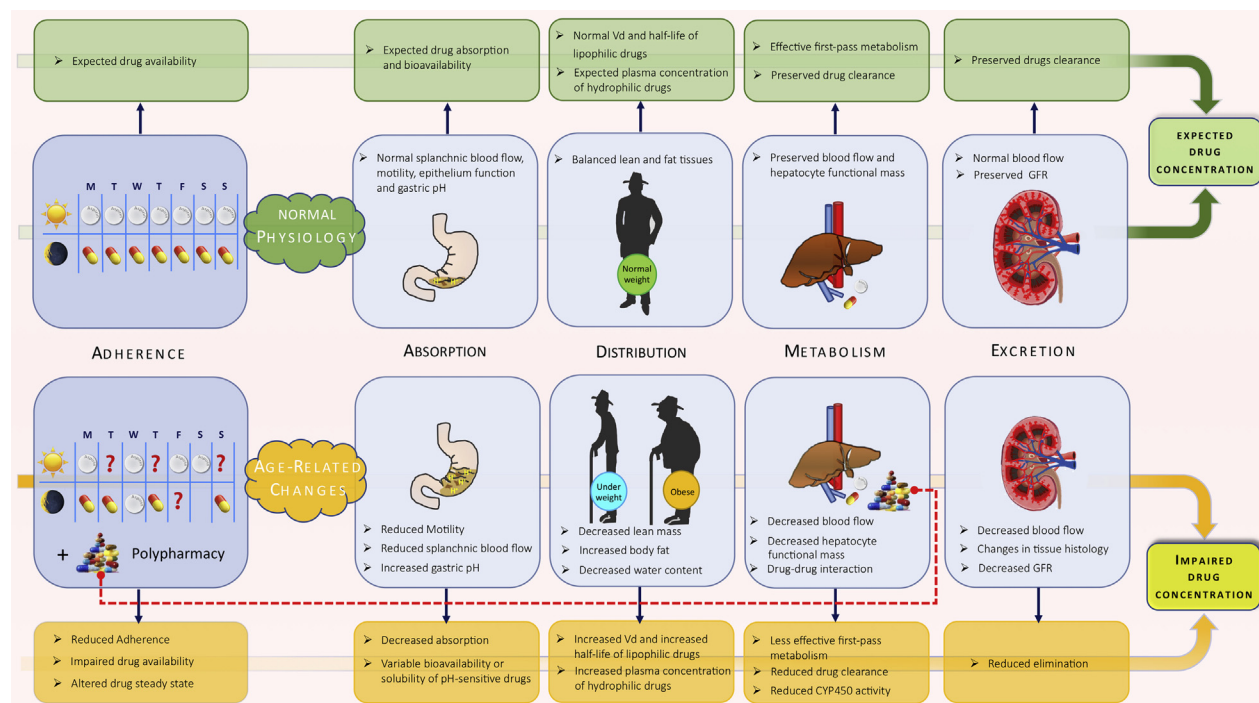 ➢ Expected drug availability
➢ Expected drug absorption
and bioavailability
➢ Normal Vd and half-life of
lipophilic drugs
➢ Expected plasma concentration
of hydrophilic drugs
➢ Effective first-pass metabolism
➢ Preserved drug clearance
➢ Preserved drugs clearance
EXPECTED
DRUG
CONCENTRATION
M T W T F S S
NORMAL
PHYSIOLOGY
➢ Normal splanchnic blood flow,
motility, epithelium function
and gastric pH
➢ Balanced lean and fat tissues
Normal
weight
➢ Preserved blood flow and
hepatocyte functional mass
➢ Normal blood flow
➢ Preserved GFR
ADHERENCE
ABSORPTION
DISTRIBUTION
METABOLISM
EXCRETION
M T W T F S S
? ? ?
?
+ Polypharmacy
AGE-RELATED
CHANGES
➢ Reduced Motility
➢ Reduced splanchnic blood flow
➢ Increased gastric pH
Under
weight
Obese
➢ Decreased lean mass
➢ Increased body fat
➢ Decreased water content
➢ Decreased blood flow
➢ Decreased hepatocyte
functional mass
➢ Drug-drug interaction
➢ Decreased blood flow
➢ Changes in tissue histology
➢ Decreased GFR
IMPAIRED
DRUG
CONCENTRATION
➢ Reduced Adherence
➢ Impaired drug availability
➢ Altered drug steady state
➢ Decreased absorption
➢ Variable bioavailability or
solubility of pH-sensitive drugs
➢ Increased Vd and increased
half-life of lipophilic drugs
➢ Increased plasma concentration
of hydrophilic drugs
➢ Less effective first-pass
metabolism
➢ Reduced drug clearance
➢ Reduced CYP450 activity
➢ Reduced elimination